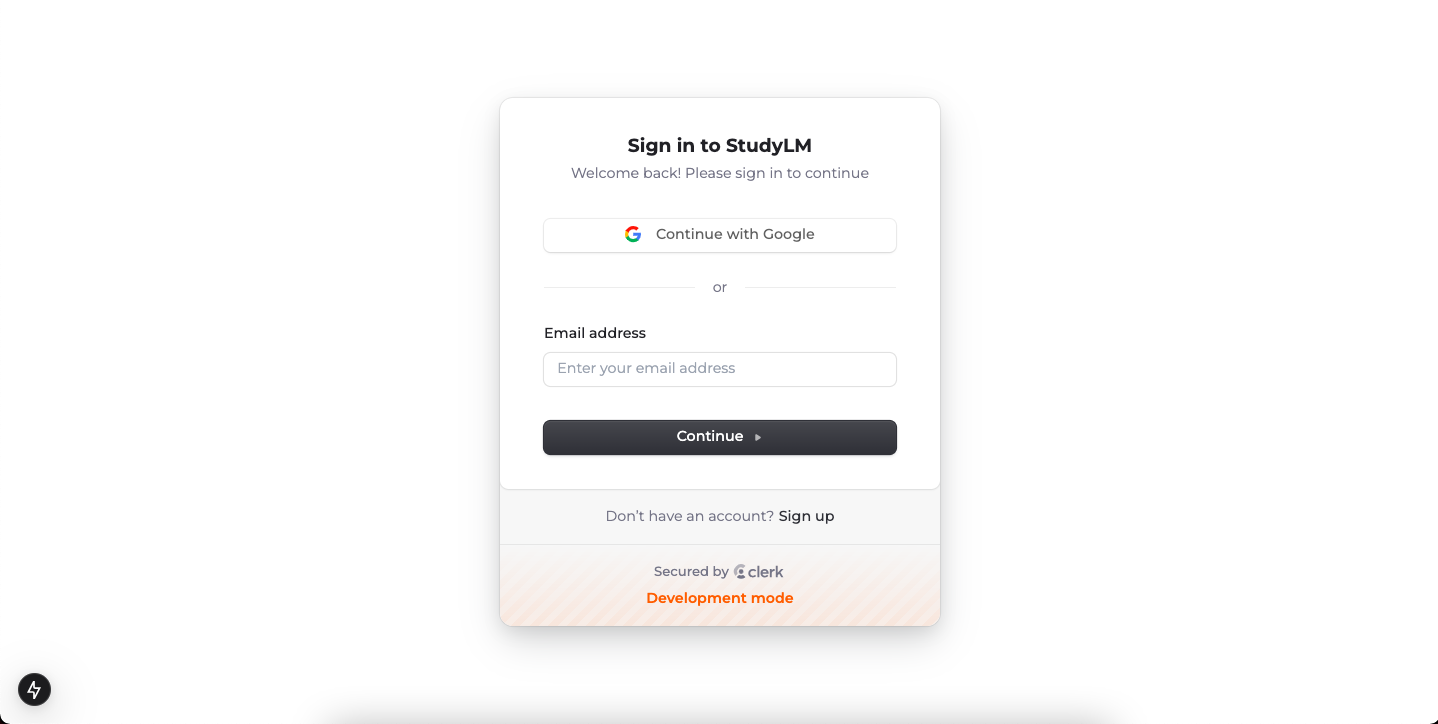 Sign in to StudyLM
Welcome back! Please sign in to continue
Continue with Google
or
Email address
Enter your email address
Continue
Don’t have an account? Sign up
Secured by clerk
Development mode